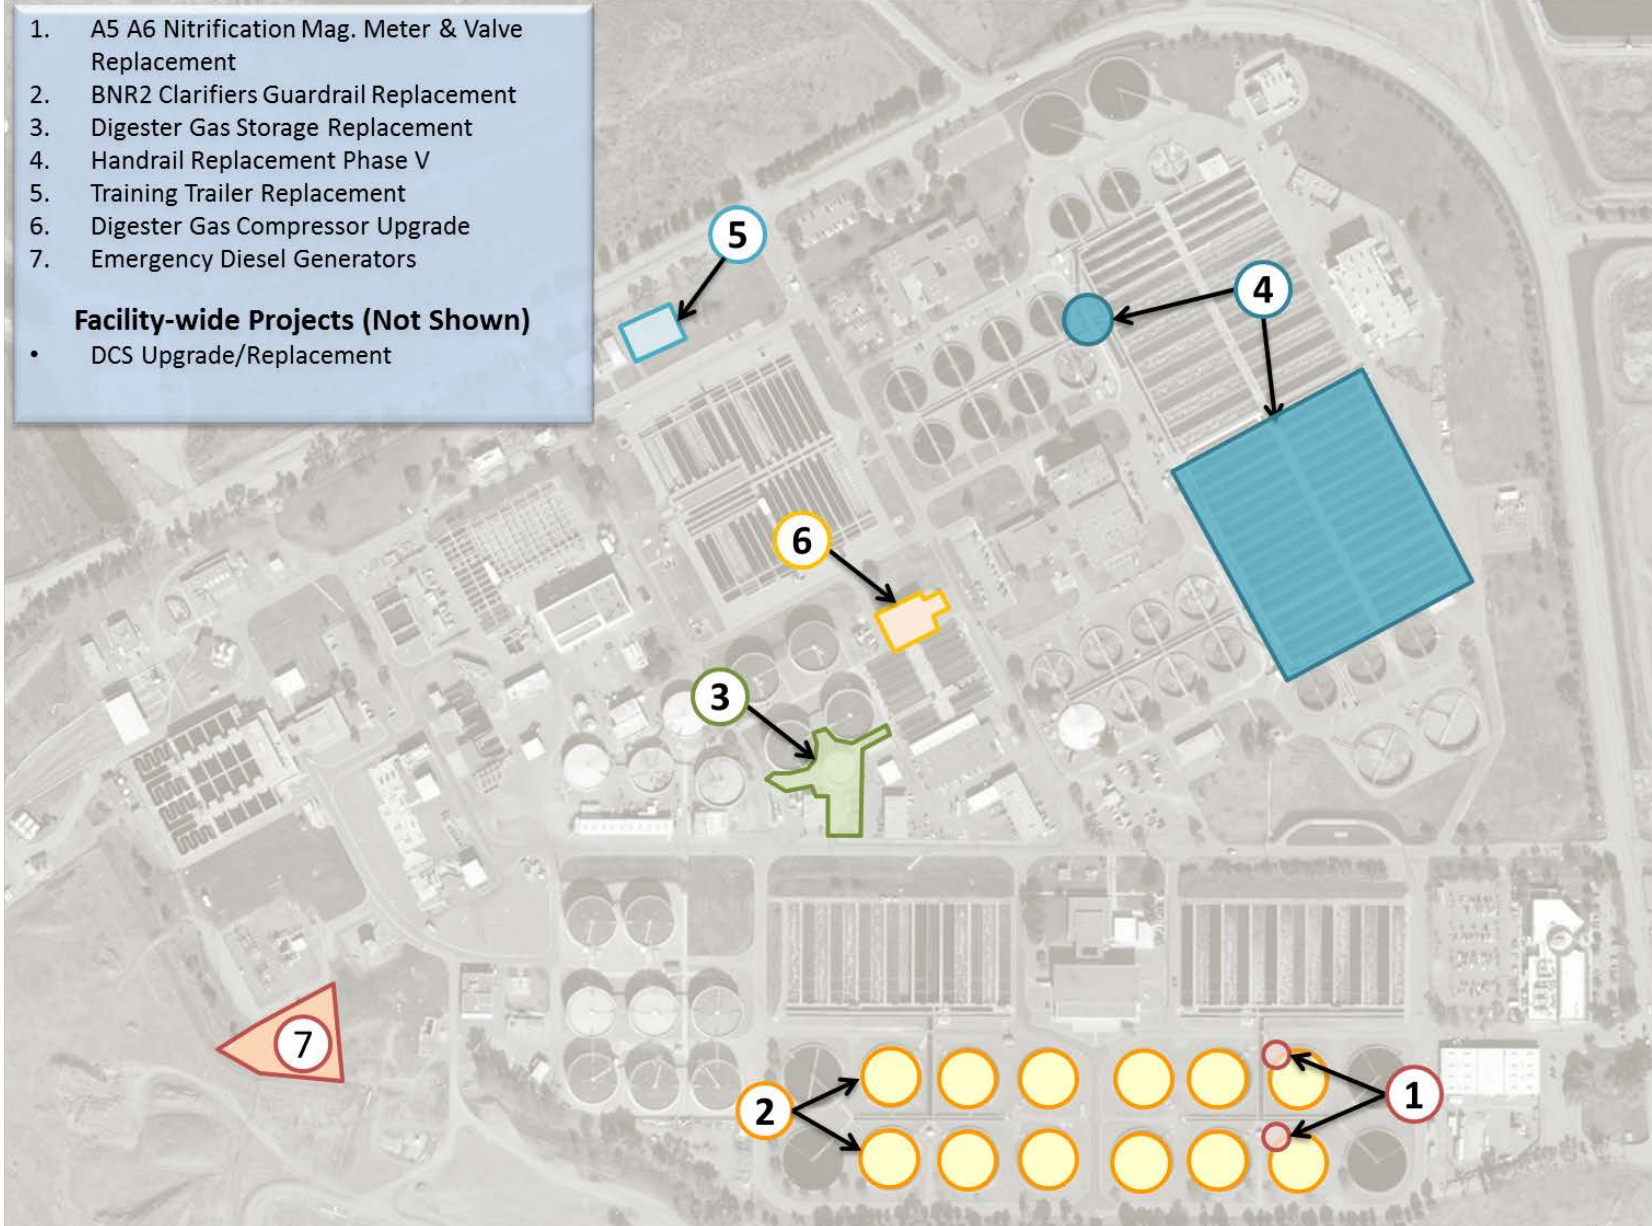 1. A5 A6 Nitrification Mag. Meter & Valve
Replacement
2. BNR2 Clarifiers Guardrail Replacement
3. Digester Gas Storage Replacement
4. Handrail Replacement Phase V
5. Training Trailer Replacement
6. Digester Gas Compressor Upgrade
7. Emergency Diesel Generators
Facility-wide Projects (Not Shown)
• DCS Upgrade/Replacement
5
4
6
3
7
2
1